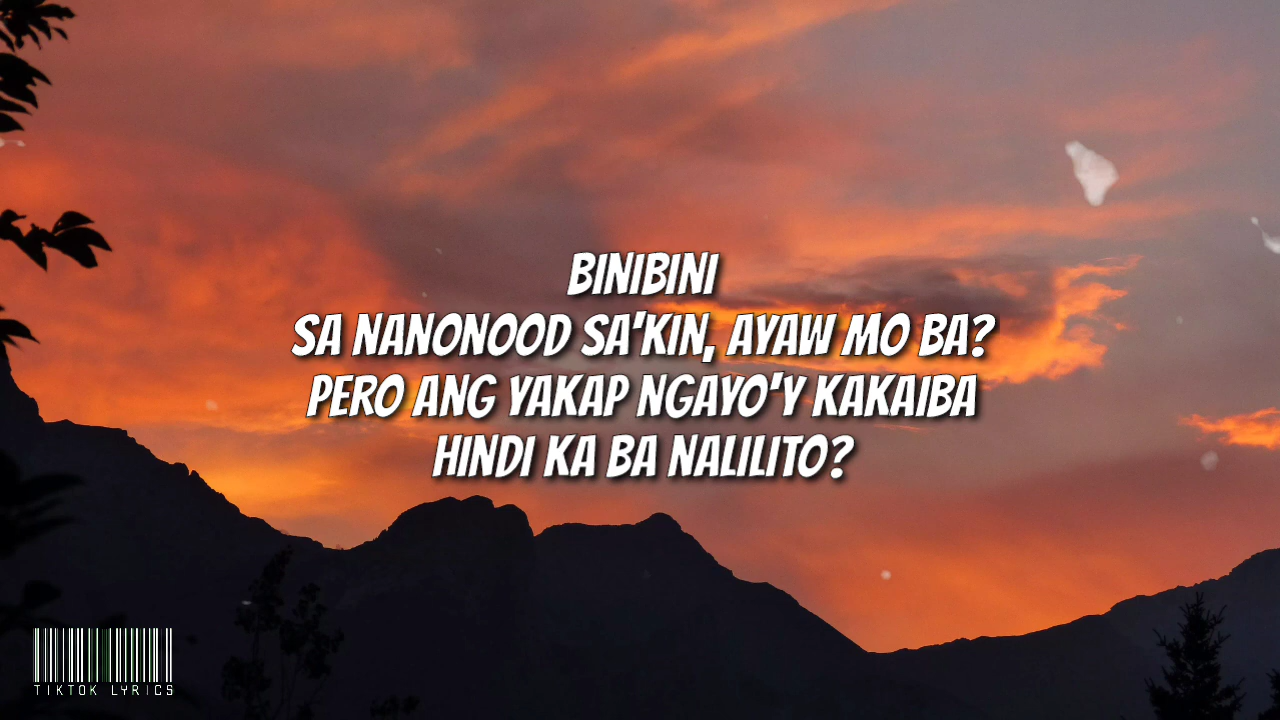 BINIBINI
SA NANONOOD SA'KIN, AYAW MO BA?
PERO ANG YAKAP NGAYO'Y KAKAIBA
HINDI KA BA NALILITO?
TIKTOK LYRICS